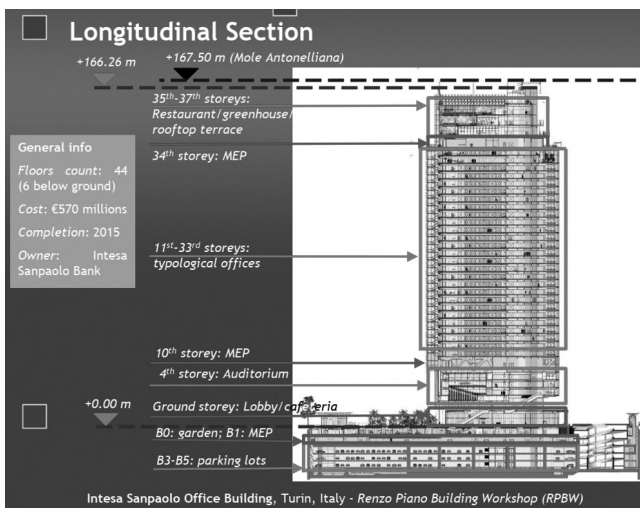 Longitudinal Section
+166.26 m
+167.50 m (Mole Antonelliana)
35th-37th storeys:
Restaurant/greenhouse/
rooftop terrace
34th storey: MEP
General info
Floors count: 44
(6 below ground)
Cost: €570 millions
Completion: 2015
Owner: Intesa
Sanpaolo Bank
11st-33rd storeys:
typological offices
10th storey: MEP
4th storey: Auditorium
Ground storey: Lobby/cafeteria
+0.00 m
B0: garden; B1: MEP
B3-B5: parking lots
Intesa Sanpaolo Office Building, Turin, Italy - Renzo Piano Building Workshop (RPBW)